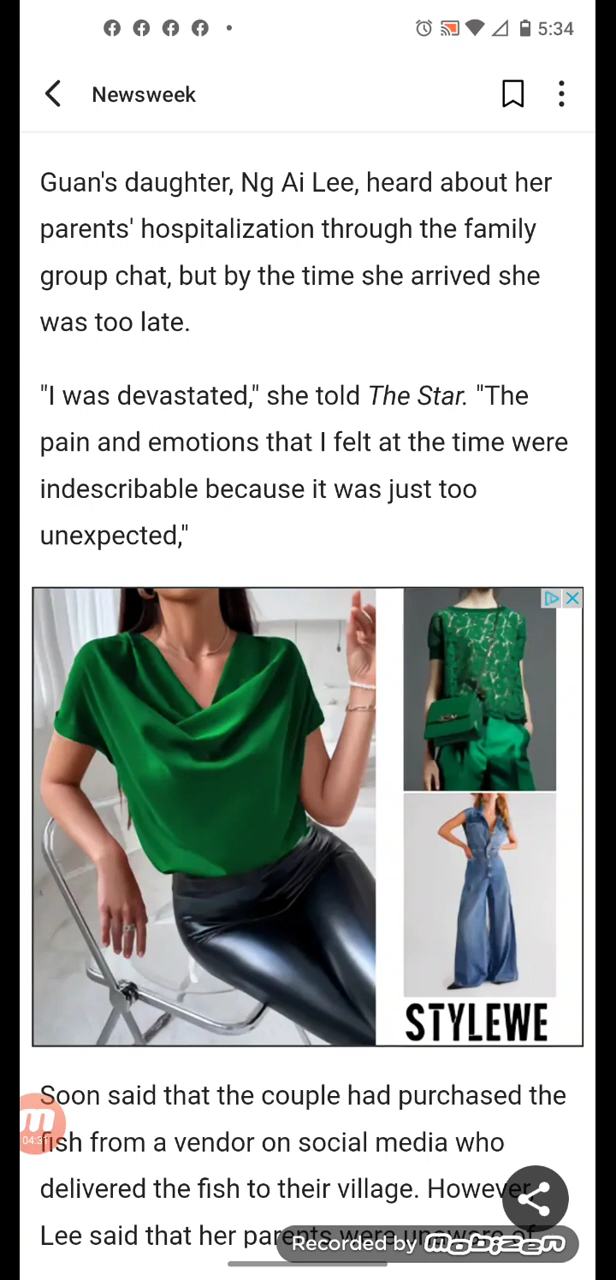 5:34
Newsweek
Guan's daughter, Ng Ai Lee, heard about her
parents' hospitalization through the family
group chat, but by the time she arrived she
was too late.
"I was devastated," she told The Star. "The
pain and emotions that I felt at the time were
indescribable because it was just too
unexpected,"
STYLEWE
Soon said that the couple had purchased the
fish from a vendor on social media who
delivered the fish to their village. However,
Lee said that her parents were unaware of
Recorded by mobizen